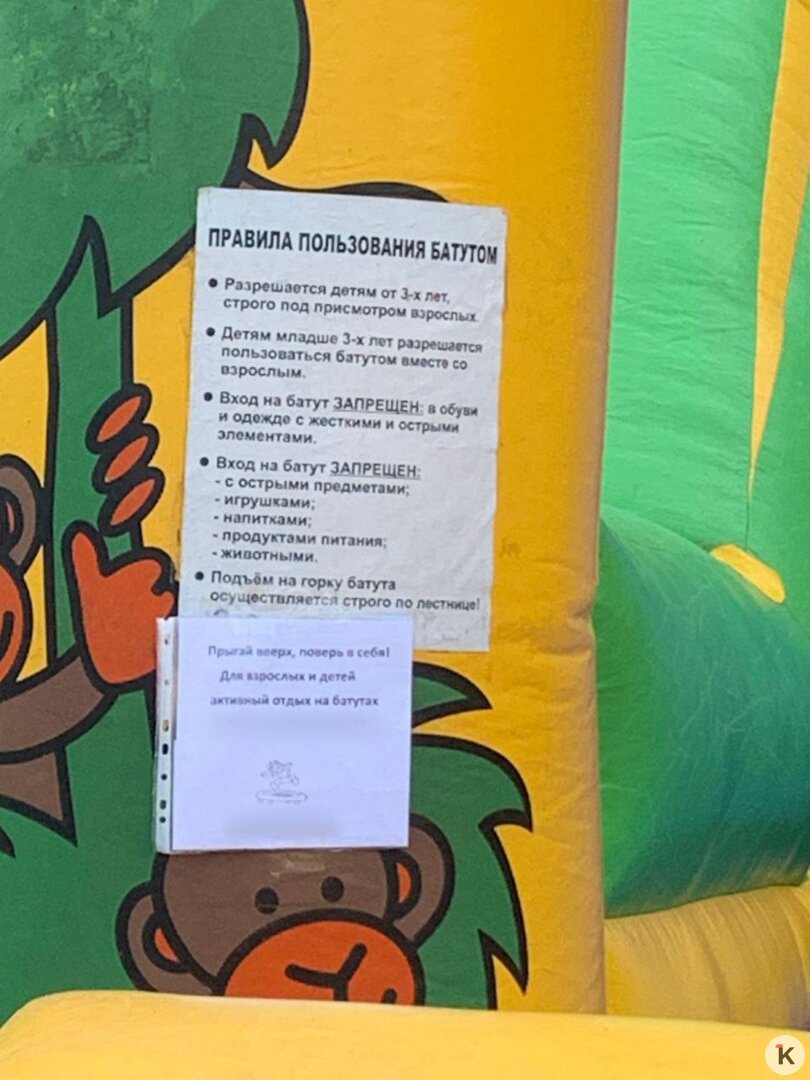 ПРАВИЛА ПОЛЬЗОВАНИЯ БАТУТОМ
● Разрешается детям от 3-х лет,
строго под присмотром взрослых.
● Детям младше 3-х лет разрешается
пользоваться батутом вместе со
взрослым.
● Вход на батут ЗАПРЕЩЕН: в обуви
и одежде с жесткими и острыми
элементами.
● Вход на батут ЗАПРЕЩЕН:
- с острыми предметами;
- игрушками;
- напитками;
- продуктами питания;
- животными.
● Подъём на горку батута
осуществляется строго по лестнице!
Прыгай вверх, поверь в себя!
Для взрослых и детей
активный отдых на батутах
K